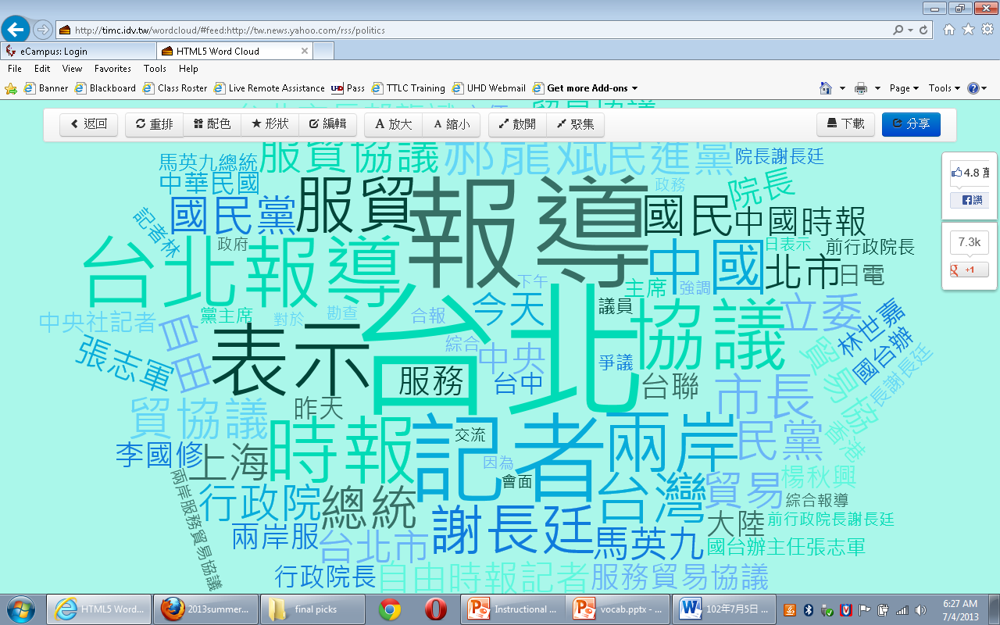 http://timc.idv.tw/wordcloud/#feed:http://tw.news.yahoo.com/rss/politics
eCampus: Login
HTML5 Word Cloud
File Edit View Favorites Tools Help
Banner Blackboard Class Roster Live Remote Assistance UHD Pass TTLC Training UHD Webmail Get more Add-ons Page Tools
貿易協議
返回 重排 配色 形狀 編輯 A 放大 A 縮小 散開 聚集 下載 分享
服貿協議 郝龍斌 民進黨 院長謝長廷
馬英九總統
中華民國
政務
院長
4.8 萬
讚
國民黨 服貿 報導 國民 中國時報
記者林
政府
7.3k
+1
台北 報導 中國 日表示 前行政院長
北市 日電
下午
主席 強調
台北
今天
議員
協議
立委
林世嘉
中央社記者 黨主席 對於 勘查 合報
自由
表示
綜合
中央
爭議
貿易協
國台辦
長謝長廷
張志軍
服務 台中 台聯 市長
貿協議 昨天
時報 記者 兩岸 民黨
交流
香港
李國修 上海
因為
會面
兩岸服務貿易協議
行政院 總統 台灣 貿易 楊秋興
綜合報導
謝長廷 大陸 前行政院長謝長廷
兩岸服 台北市 馬英九 國台辦主任張志軍
行政院長 自由時報記者 服務貿易協議
HTML5 Word... 2013summer... final picks Instructional ... vocab.pptx - ... 102年7月5日 ... 6:27 AM
7/4/2013